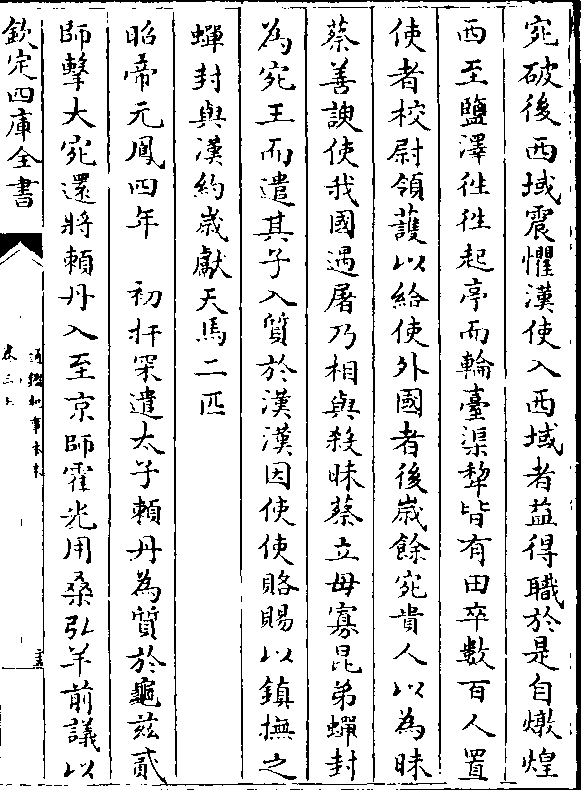 宛破後西域震懼漢使入西域者益得職於是自燉煌
西至鹽澤徃徃起亭而輪臺渠犂皆有田卒數百人置
使者校尉領䕶以給使外國者後嵗餘宛貴人以為昧
蔡善諛使我國遇屠乃相與殺昧蔡立毋寡昆弟蟬封
為宛王而遣其子入質於漢漢因使使賂賜以鎮撫之
蟬封與漢約嵗獻天馬二匹
昭帝元鳳四年　初扜罙遣太子頼丹為質於龜兹貳
師擊大宛還將頼丹入至京師霍光用桑弘羊前議以
欽定四庫全書
通鑑紀事本末
卷三上